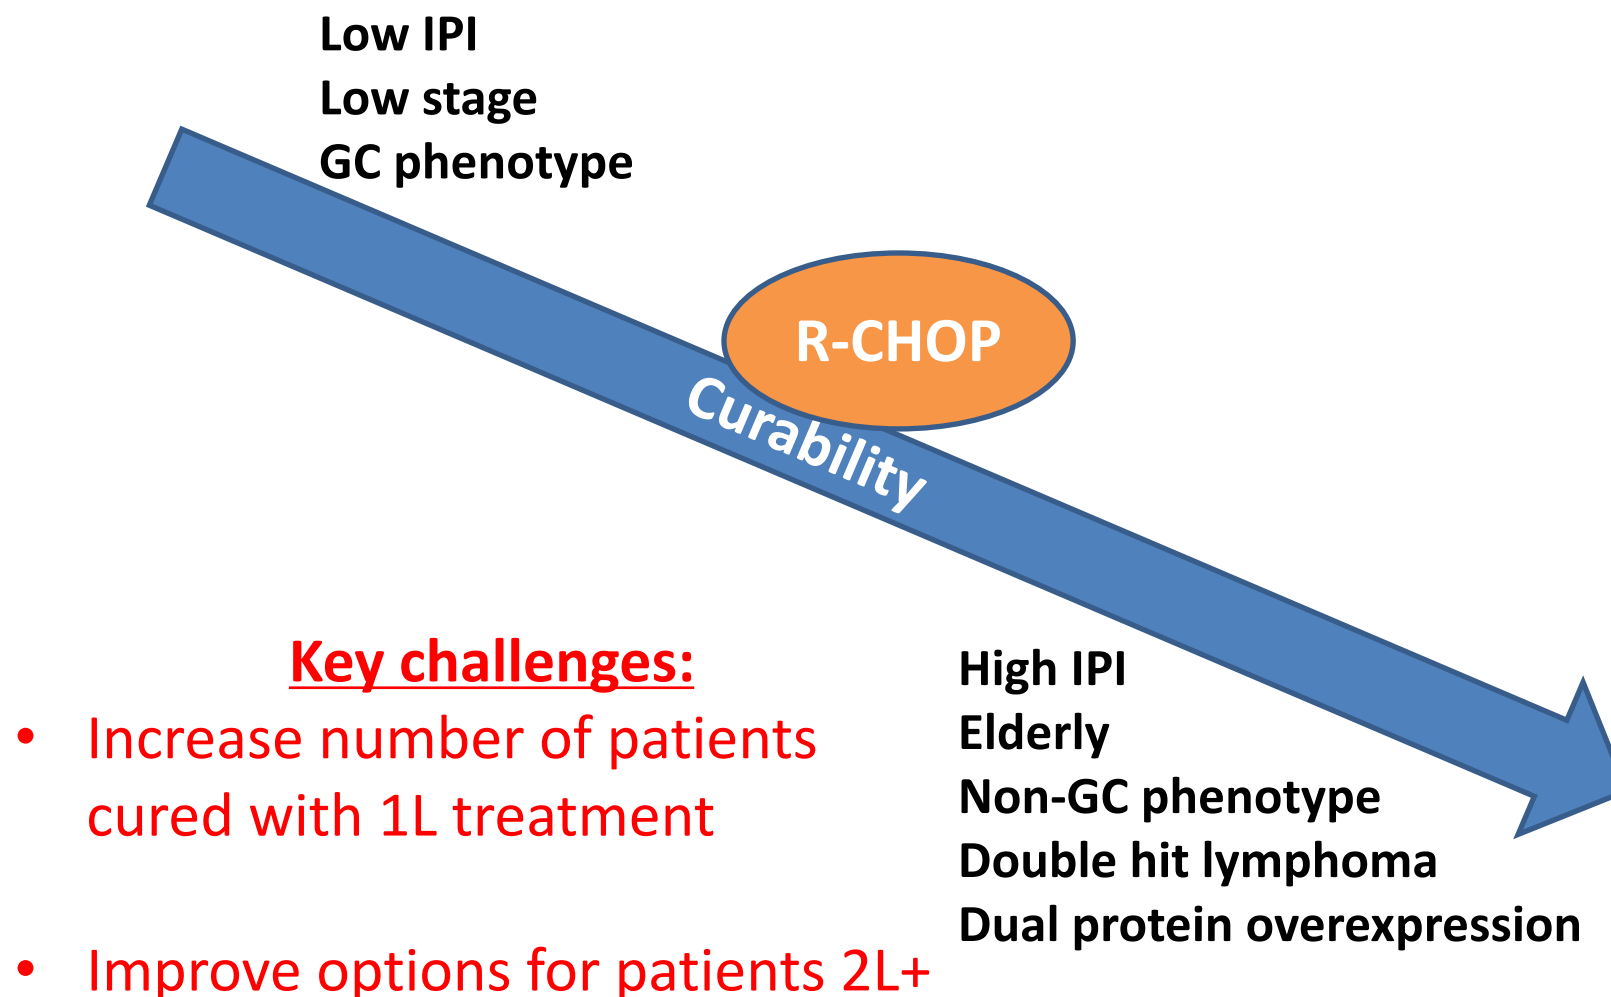 Low IPI
Low stage
GC phenotype
R-CHOP
Curability
Key challenges:
• Increase number of patients
cured with 1L treatment
• Improve options for patients 2L+
High IPI
Elderly
Non-GC phenotype
Double hit lymphoma
Dual protein overexpression